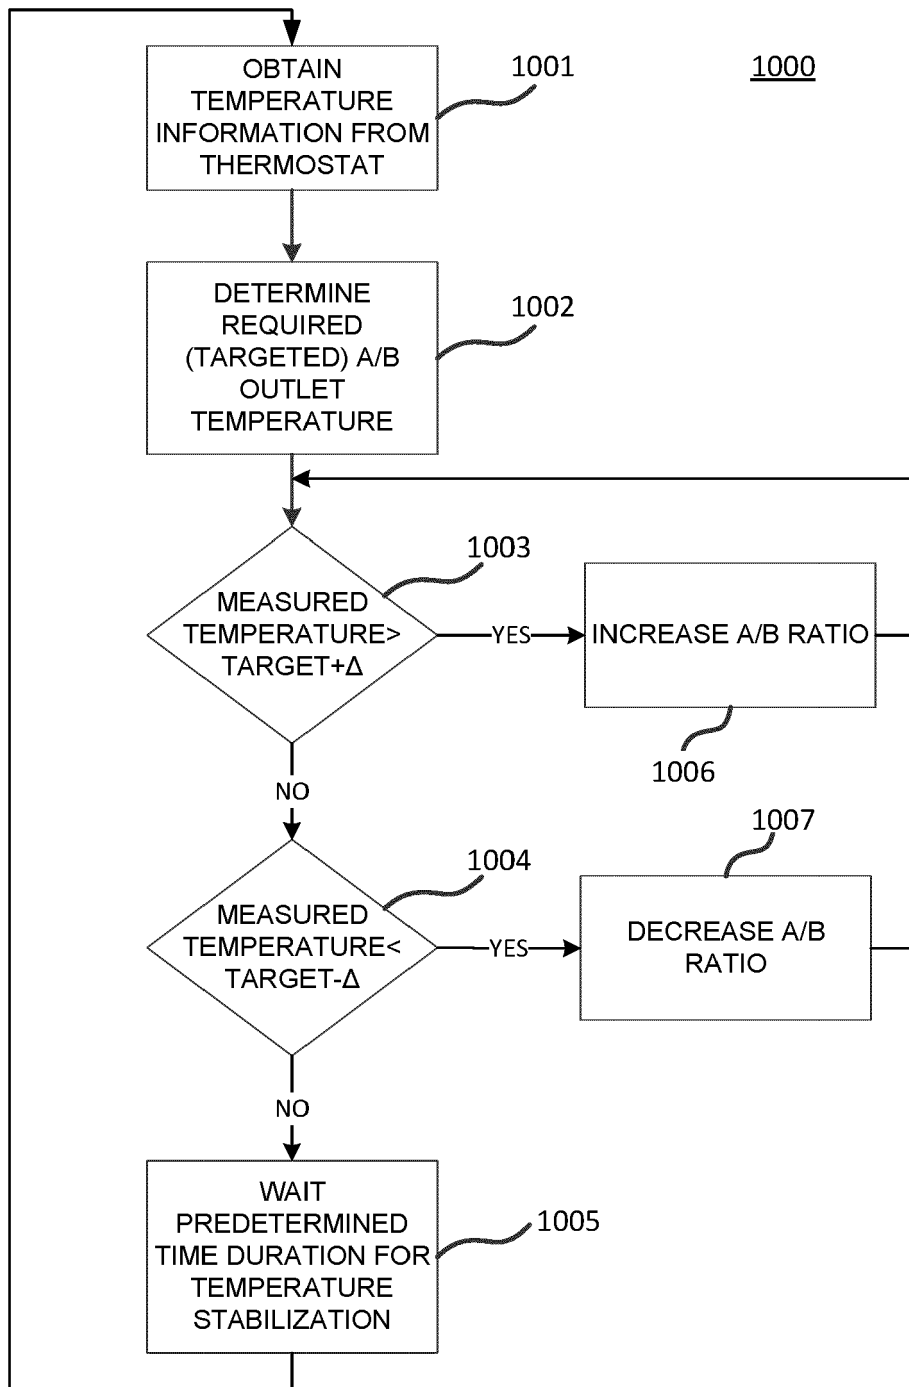 1000
OBTAIN
TEMPERATURE
INFORMATION FROM
THERMOSTAT
1001
DETERMINE
REQUIRED
(TARGETED) A/B
OUTLET
TEMPERATURE
1002
MEASURED
TEMPERATURE>
TARGET+Δ
1003
YES
INCREASE A/B RATIO
1006
NO
MEASURED
TEMPERATURE<
TARGET-Δ
1004
YES
DECREASE A/B
RATIO
1007
NO
WAIT
PREDETERMINED
TIME DURATION FOR
TEMPERATURE
STABILIZATION
1005